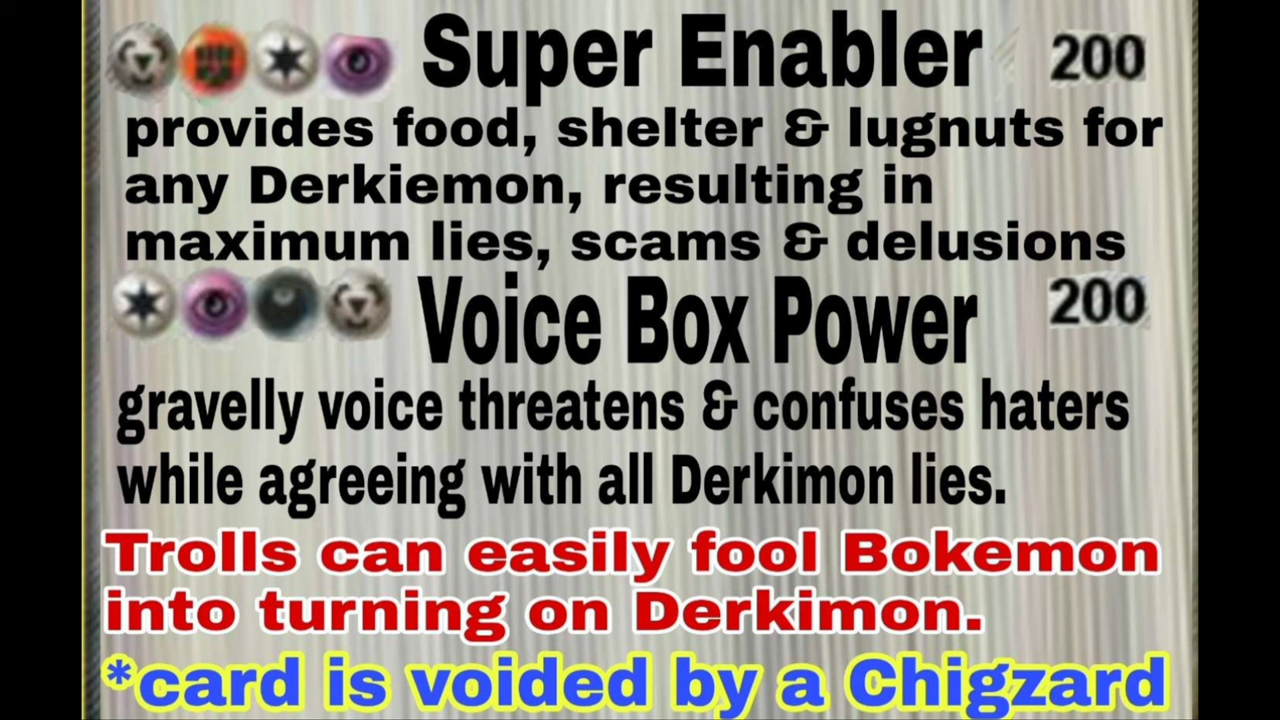 Super Enabler 200
provides food, shelter & lugnuts for
any Derkiemon, resulting in
maximum lies, scams & delusions
Voice Box Power 200
gravelly voice threatens & confuses haters
while agreeing with all Derkimon lies.
Trolls can easily fool Bokemon
into turning on Derkimon.
*card is voided by a Chigzard